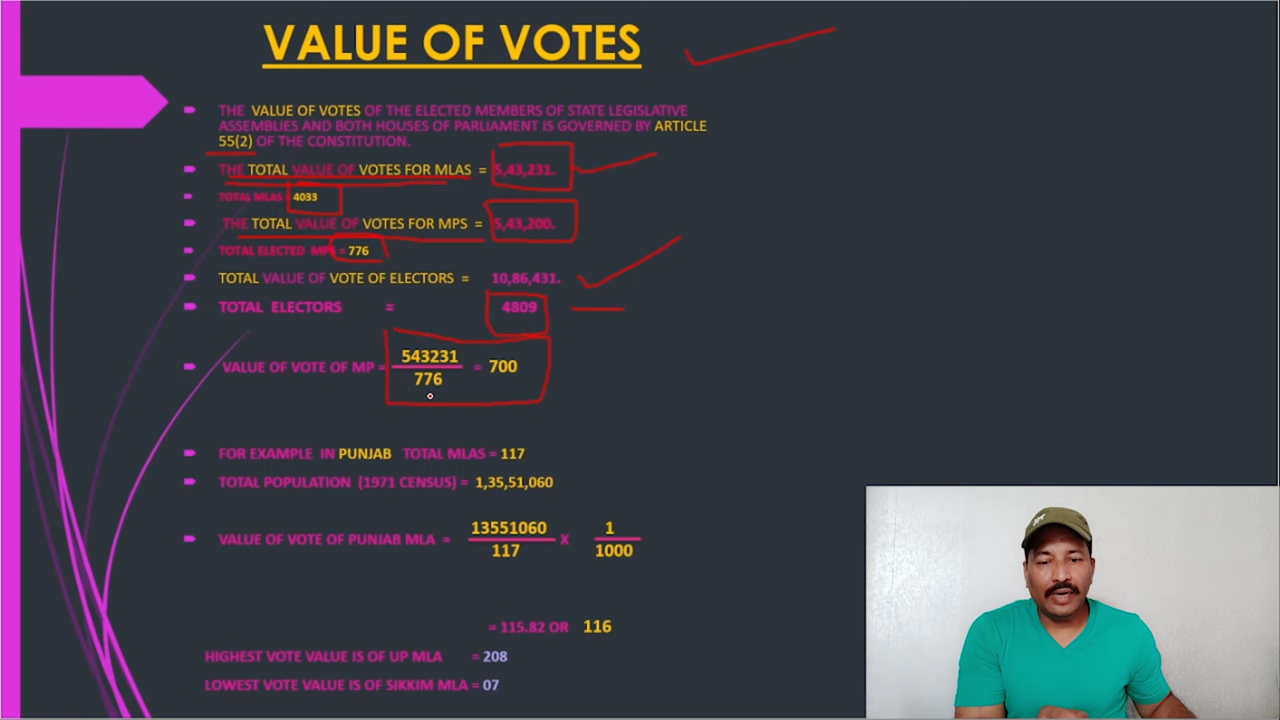 VALUE OF VOTES
THE VALUE OF VOTES OF THE ELECTED MEMBERS OF STATE LEGISLATIVE
ASSEMBLIES AND BOTH HOUSES OF PARLIAMENT IS GOVERNED BY ARTICLE
55(2) OF THE CONSTITUTION.
THE TOTAL VALUE OF VOTES FOR MLAS = 5,43,231.
TOTAL MLAS = 4033
THE TOTAL VALUE OF VOTES FOR MPS = 5,43,200.
TOTAL ELECTED MPS = 776
TOTAL VALUE OF VOTE OF ELECTORS = 10,86,431.
TOTAL ELECTORS = 4809
VALUE OF VOTE OF MP = 543231 / 776 = 700
FOR EXAMPLE IN PUNJAB TOTAL MLAS = 117
TOTAL POPULATION (1971 CENSUS) = 1,35,51,060
VALUE OF VOTE OF PUNJAB MLA = 13551060 / 117 X 1 / 1000
= 115.82 OR 116
HIGHEST VOTE VALUE IS OF UP MLA = 208
LOWEST VOTE VALUE IS OF SIKKIM MLA = 07